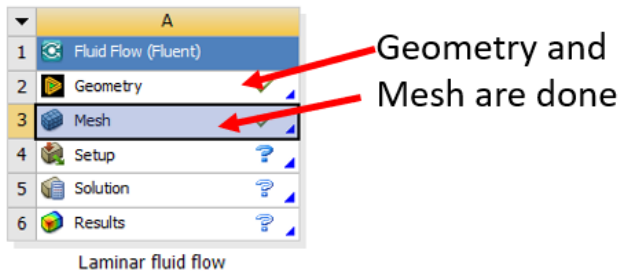 A
1 Fluid Flow (Fluent)
2 Geometry
3 Mesh
4 Setup ?
5 Solution ?
6 Results ?
Laminar fluid flow
Geometry and
Mesh are done